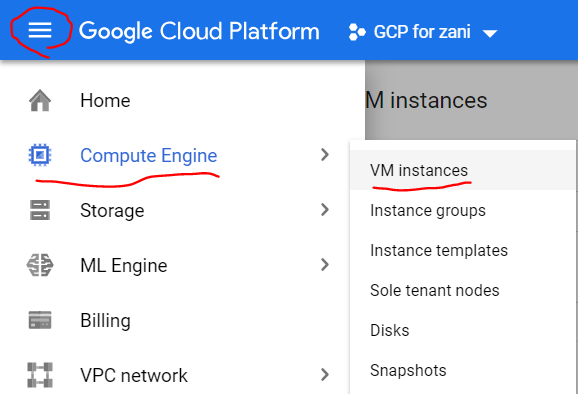 Google Cloud Platform
GCP for zani
Home
M instances
Compute Engine
VM instances
Storage
Instance groups
Instance templates
ML Engine
Sole tenant nodes
Billing
Disks
VPC network
Snapshots